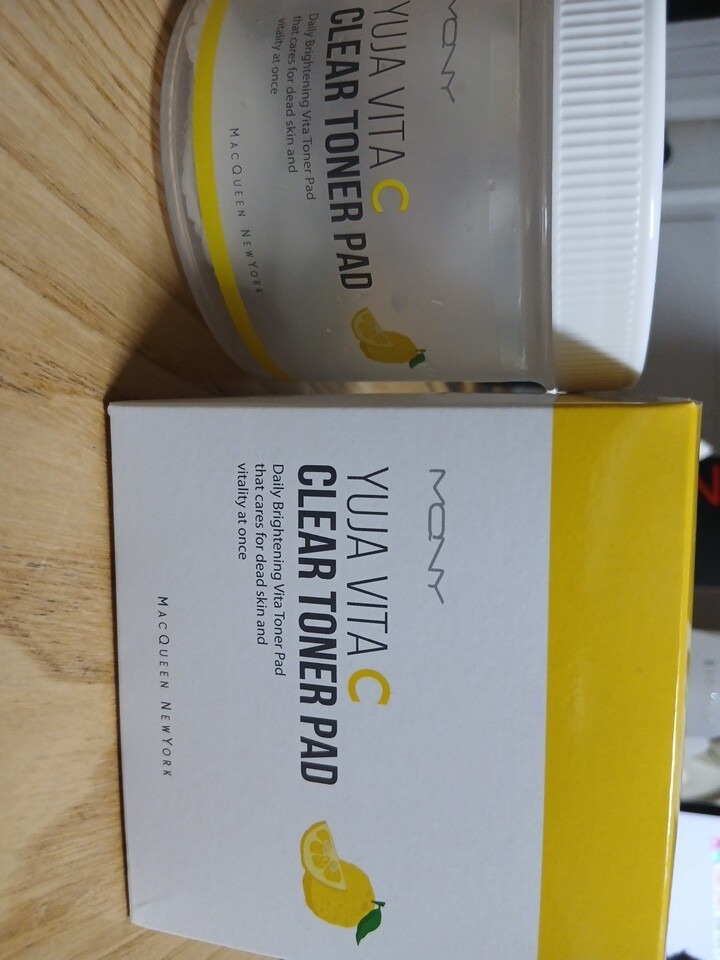 MQNY
YUJA VITA C
CLEAR TONER PAD
Daily Brightening Vita Toner Pad
that cares for dead skin and
vitality at once
MACQUEEN NEWYORK
MQNY
YUJA VITA C
CLEAR TONER PAD
Daily Brightening Vita Toner Pad
that cares for dead skin and
vitality at once
MACQUEEN NEWYORK